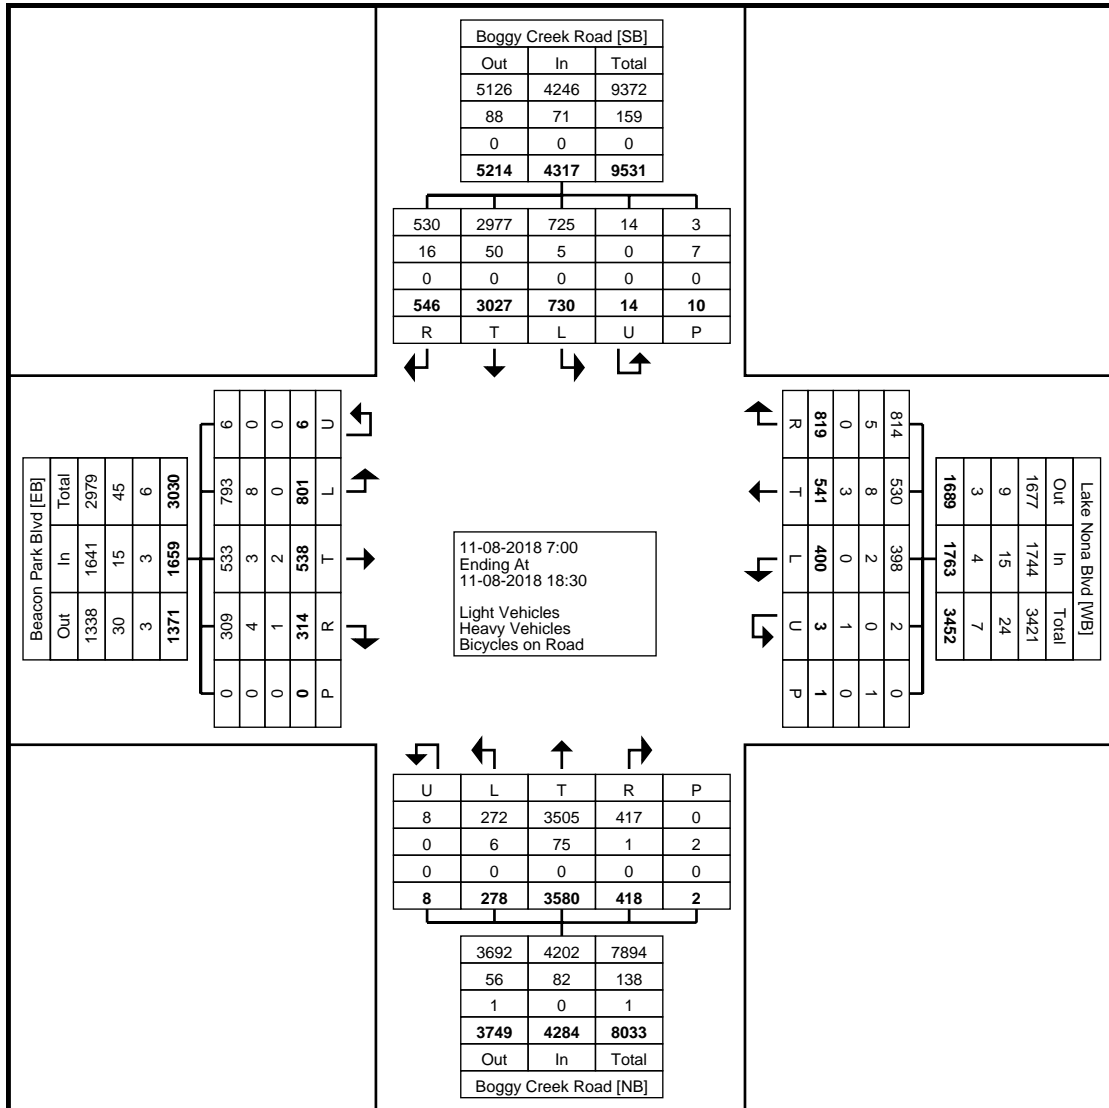 Boggy Creek Road [SB]
Out In Total
5126 4246 9372
88 71 159
0 0 0
5214 4317 9531
530 2977 725 14 3
16 50 5 0 7
0 0 0 0 0
546 3027 730 14 10
R T L U P
Beacon Park Blvd [EB]
Out In Total
1338 1641 2979
30 15 45
3 3 6
1371 1659 3030
309 533 793 6 0
4 3 8 0 0
1 2 0 0 0
314 538 801 6 0
R T L U P
11-08-2018 7:00
Ending At
11-08-2018 18:30
Light Vehicles
Heavy Vehicles
Bicycles on Road
Lake Nona Blvd [WB]
Out In Total
1677 1744 3421
9 15 24
3 4 7
1689 1763 3452
814 530 398 2 0
5 8 2 0 1
0 3 0 1 0
819 541 400 3 1
R T L U P
U L T R P
8 272 3505 417 0
0 6 75 1 2
0 0 0 0 0
8 278 3580 418 2
3692 4202 7894
56 82 138
1 0 1
3749 4284 8033
Out In Total
Boggy Creek Road [NB]